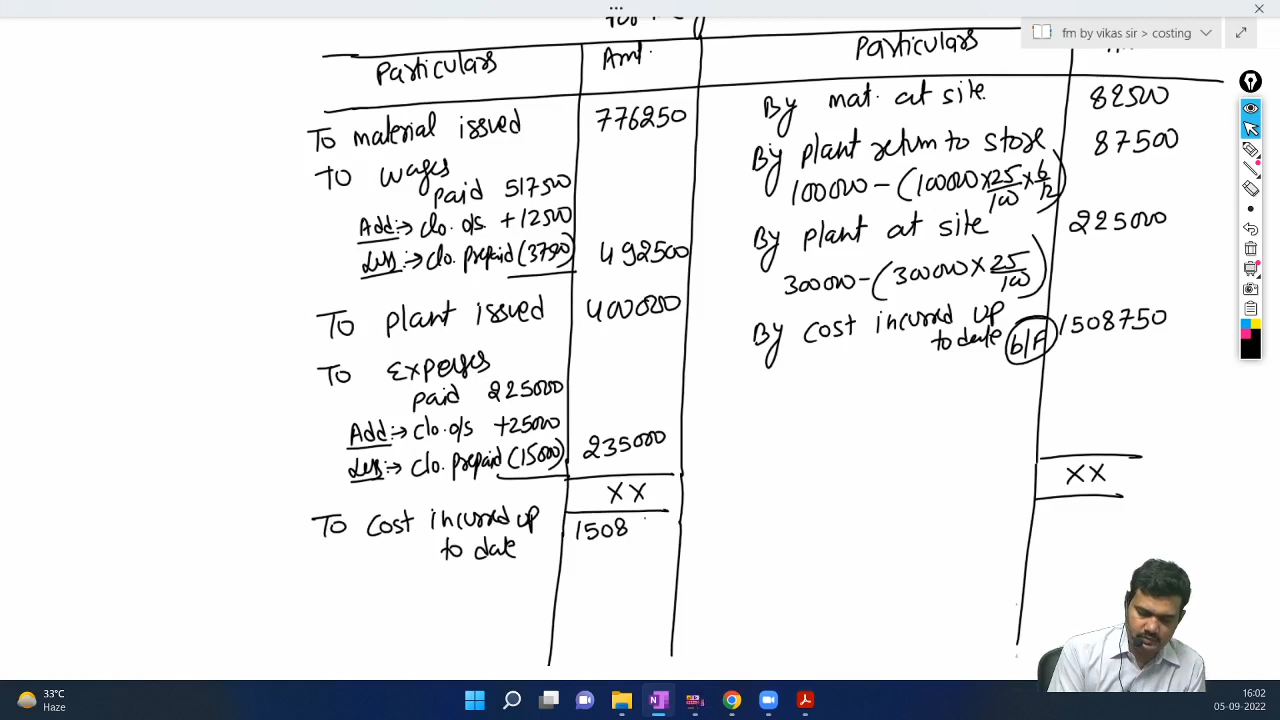 fm by vikas sir > costing
Particulars Amt. Particulars
To material issued 776250
To wages
paid 517500
Add:→ clo. o/s. +12500
Less:→ clo. prepaid (37500) 492500
To plant issued 400000
To Expenses
paid 225000
Add:→ clo. o/s +25000
Less:→ clo. prepaid (15000) 235000
XX
To Cost incurred up 1508
to date
By mat. at site. 82500
By plant return to store 87500
100000-(100000×25/100×6/12)
By plant at site 225000
300000-(300000×25/100)
By cost incurred up 1508750
to date b/F
XX
33°C
Haze
16:02
05-09-2022